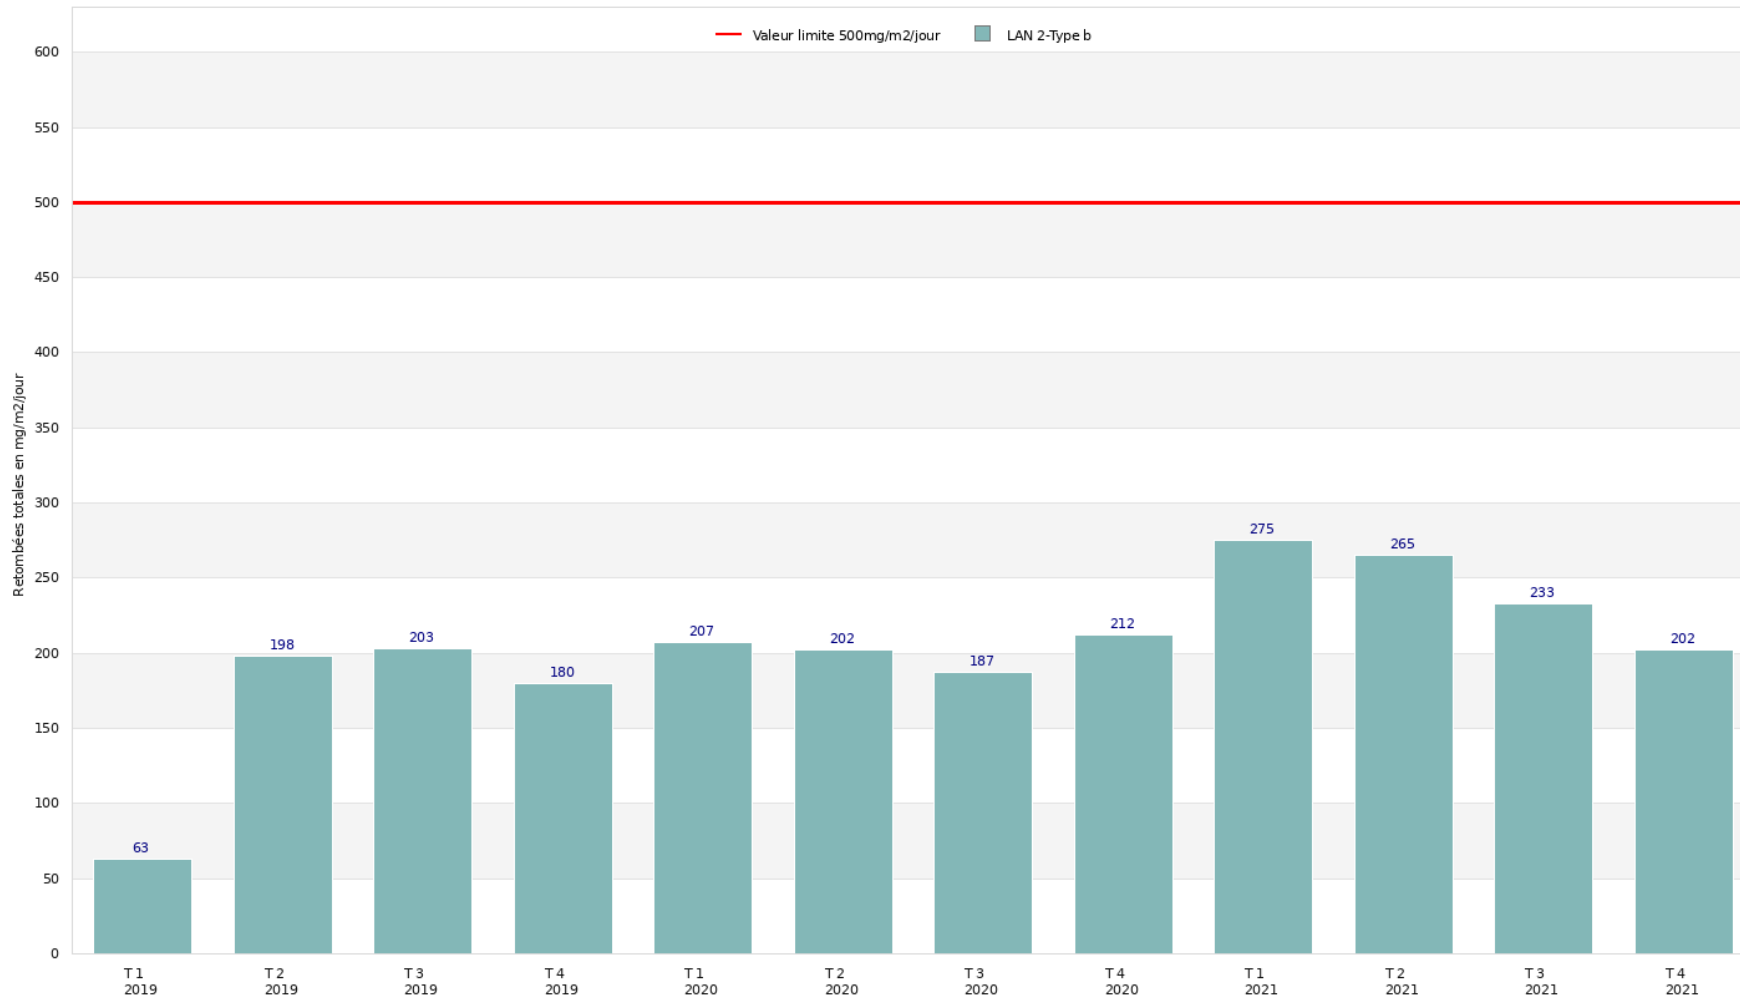 Valeur limite 500mg/m2/jour LAN 2-Type b
Retombées totales en mg/m2/jour
600
550
500
450
400
350
300
250
200
150
100
50
0
63
198
203
180
207
202
187
212
275
265
233
202
T 1
2019
T 2
2019
T 3
2019
T 4
2019
T 1
2020
T 2
2020
T 3
2020
T 4
2020
T 1
2021
T 2
2021
T 3
2021
T 4
2021